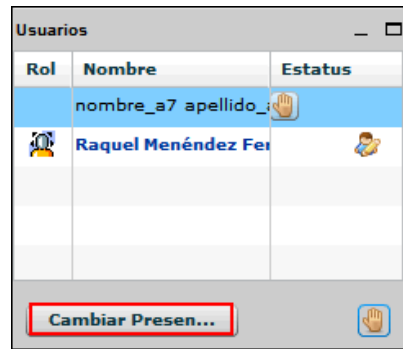 Usuarios
Rol Nombre Estatus
nombre_a7 apellido_
Raquel Menéndez Fer
Cambiar Presen...